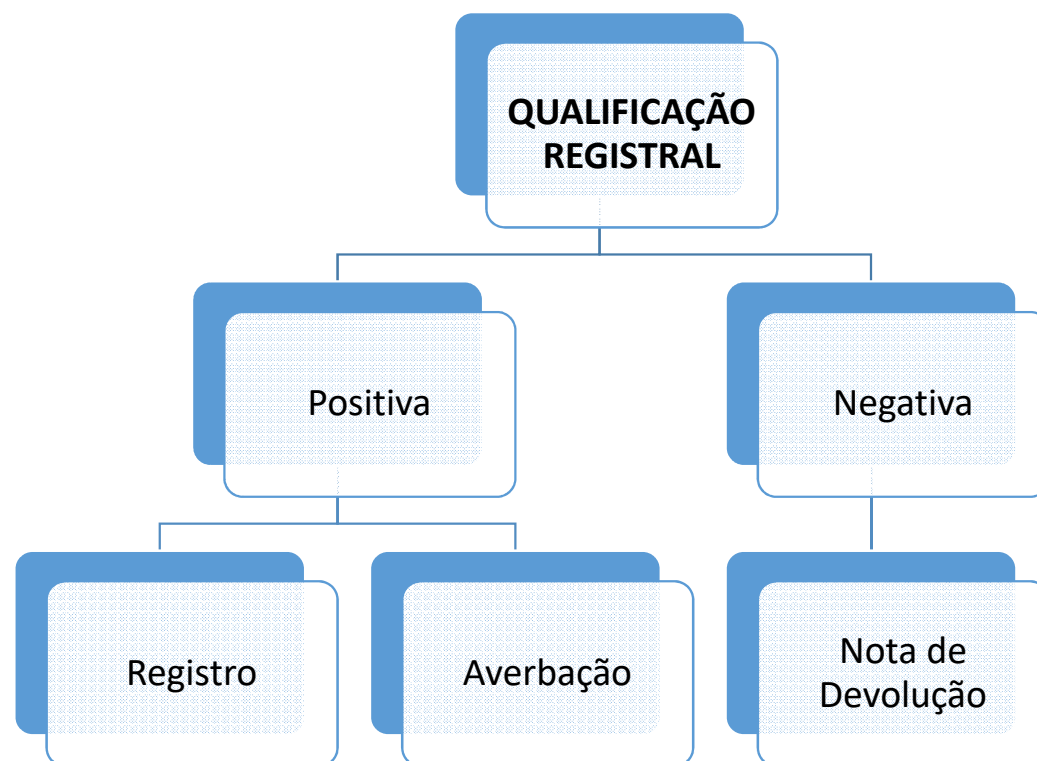 QUALIFICAÇÃO
REGISTRAL
Positiva
Negativa
Registro
Averbação
Nota de
Devolução